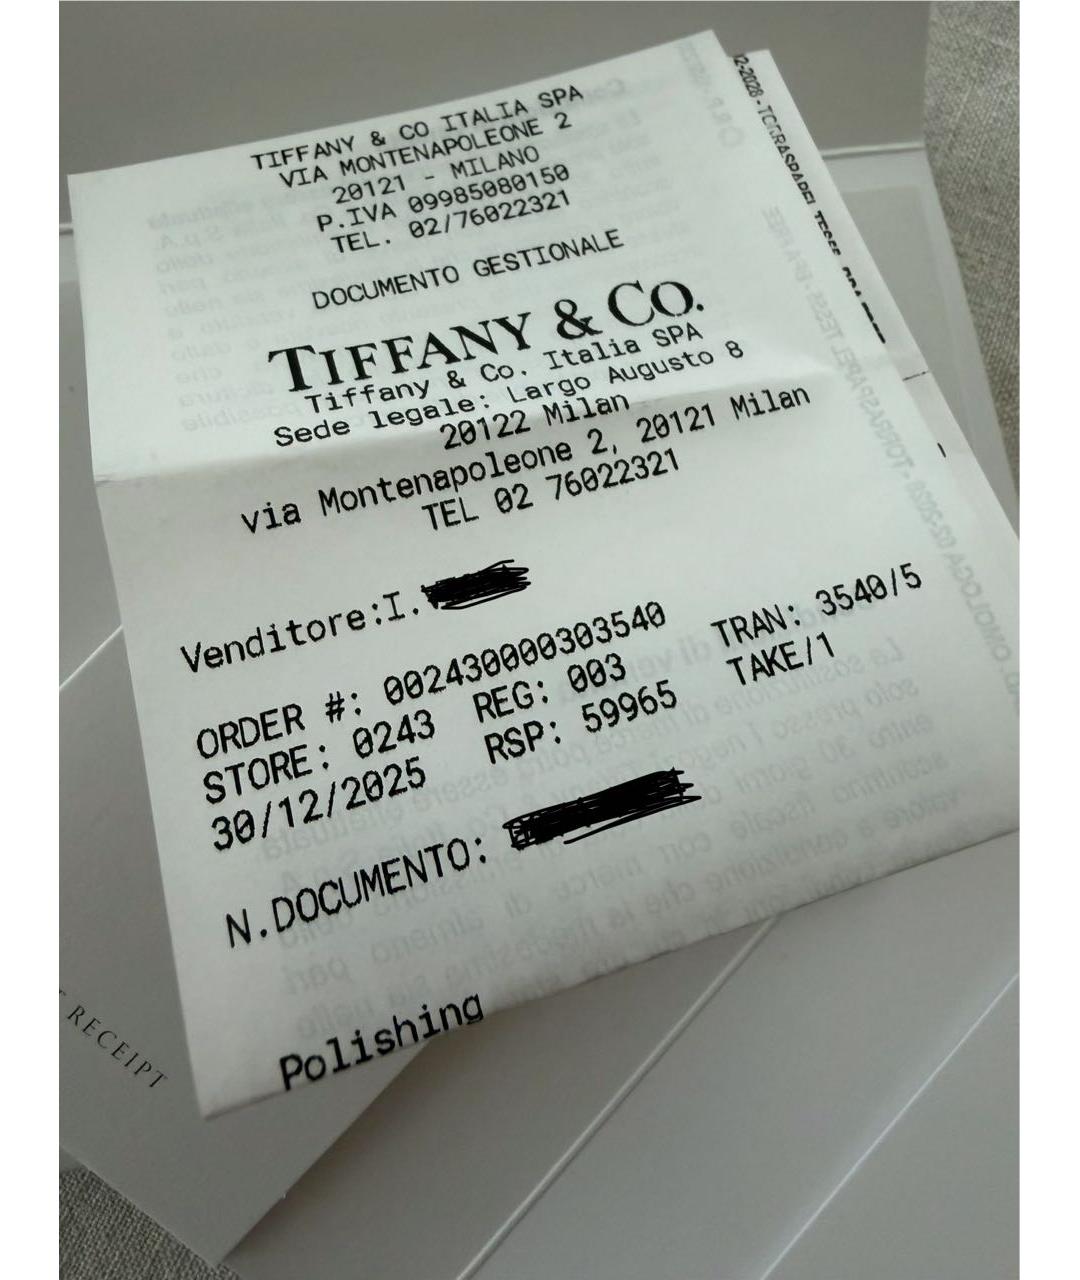 TIFFANY & CO ITALIA SPA
VIA MONTENAPOLEONE 2
20121 - MILANO
P.IVA 09985080150
TEL. 02/76022321
DOCUMENTO GESTIONALE
TIFFANY & CO.
Tiffany & Co. Italia SPA
Sede legale: Largo Augusto 8
20122 Milan
via Montenapoleone 2, 20121 Milan
TEL 02 76022321
Venditore:I.
ORDER #: 002430000303540 TRAN: 3540/5
STORE: 0243 REG: 003 TAKE/1
30/12/2025 RSP: 59965
N.DOCUMENTO:
Polishing
RECEIPT